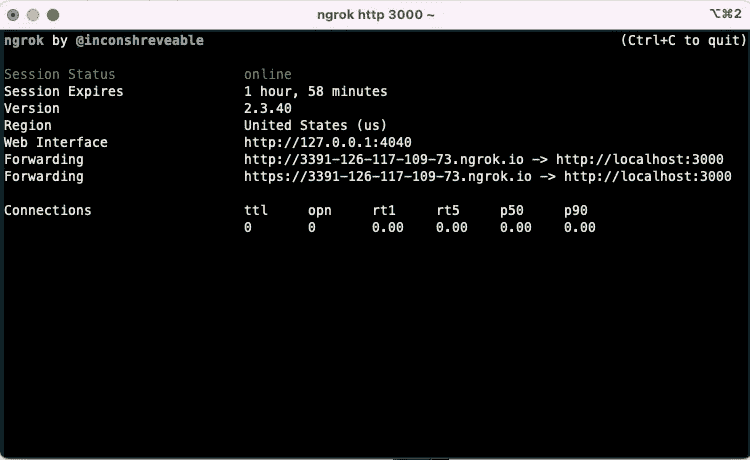 ngrok http 3000 ~ ⌥⌘2
ngrok by @inconshreveable (Ctrl+C to quit)
Session Status online
Session Expires 1 hour, 58 minutes
Version 2.3.40
Region United States (us)
Web Interface http://127.0.0.1:4040
Forwarding http://3391-126-117-109-73.ngrok.io -> http://localhost:3000
Forwarding https://3391-126-117-109-73.ngrok.io -> http://localhost:3000
Connections ttl opn rt1 rt5 p50 p90
0 0 0.00 0.00 0.00 0.00